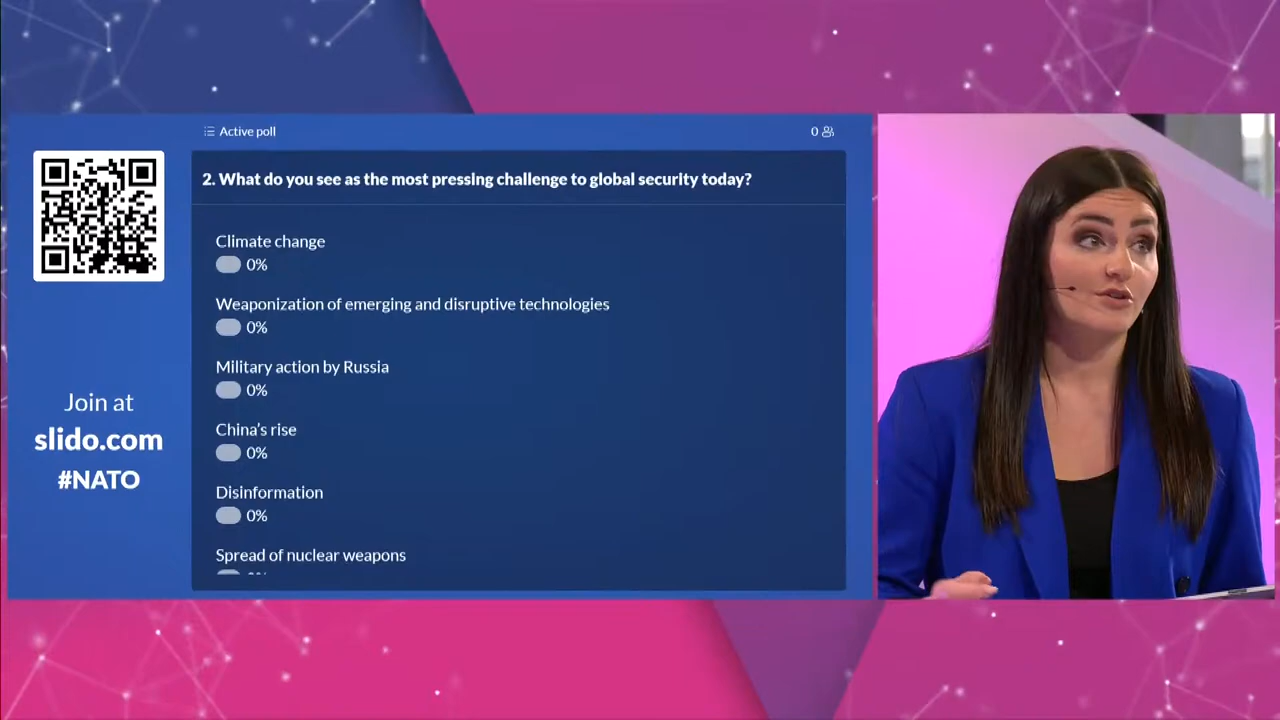 Active poll
0
2. What do you see as the most pressing challenge to global security today?
Climate change
0%
Weaponization of emerging and disruptive technologies
0%
Military action by Russia
0%
China's rise
0%
Disinformation
0%
Spread of nuclear weapons
Join at
slido.com
#NATO